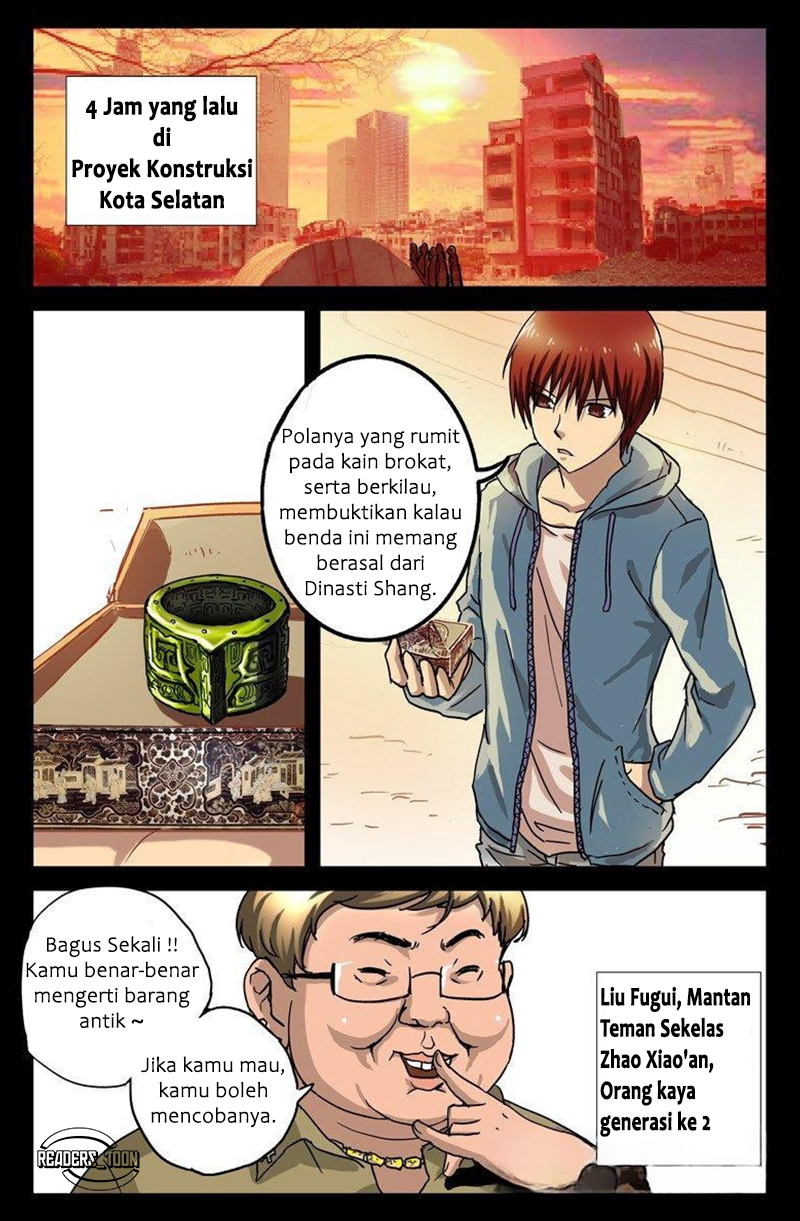 4 Jam yang lalu
di
Proyek Konstruksi
Kota Selatan
Polanya yang rumit
pada kain brokat,
serta berkilau,
membuktikan kalau
benda ini memang
berasal dari
Dinasti Shang.
Bagus Sekali !!
Kamu benar-benar
mengerti barang
antik ~
Jika kamu mau,
kamu boleh
mencobanya.
Liu Fugui, Mantan
Teman Sekelas
Zhao Xiao'an,
Orang kaya
generasi ke 2
READERS_TOON